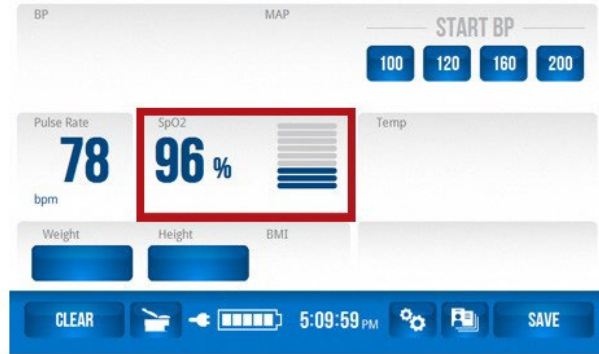 BP
MAP
START BP
100 120 160 200
Pulse Rate
78
bpm
SpO2
96 %
Temp
Weight
Height
BMI
CLEAR
5:09:59 PM
SAVE